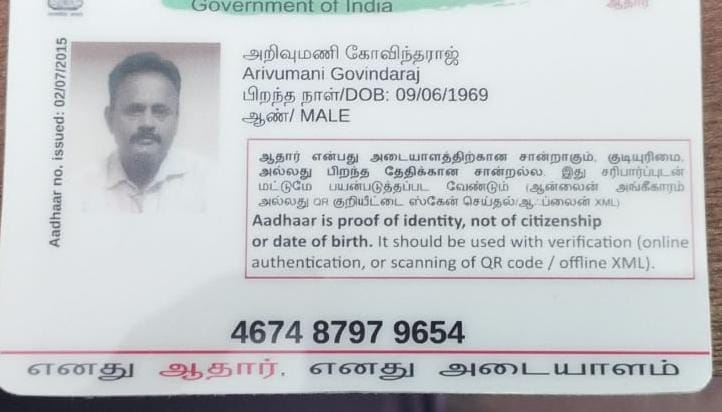 Government of India
ஆதார்
Aadhaar no. issued: 02/07/2015
அறிவுமணி கோவிந்தராஜ்
Arivumani Govindaraj
பிறந்த நாள்/DOB: 09/06/1969
ஆண்/ MALE
ஆதார் என்பது அடையாளத்திற்கான சான்றாகும், குடியுரிமை,
அல்லது பிறந்த தேதிக்கான சான்றல்ல. இது சரிபார்ப்புடன்
மட்டுமே பயன்படுத்தப்பட வேண்டும் (ஆன்லைன் அங்கீகாரம்
அல்லது QR குறியீட்டை ஸ்கேன் செய்தல்/ஆஃப்லைன் XML)
Aadhaar is proof of identity, not of citizenship
or date of birth. It should be used with verification (online
authentication, or scanning of QR code / offline XML).
4674 8797 9654
எனது ஆதார், எனது அடையாளம்